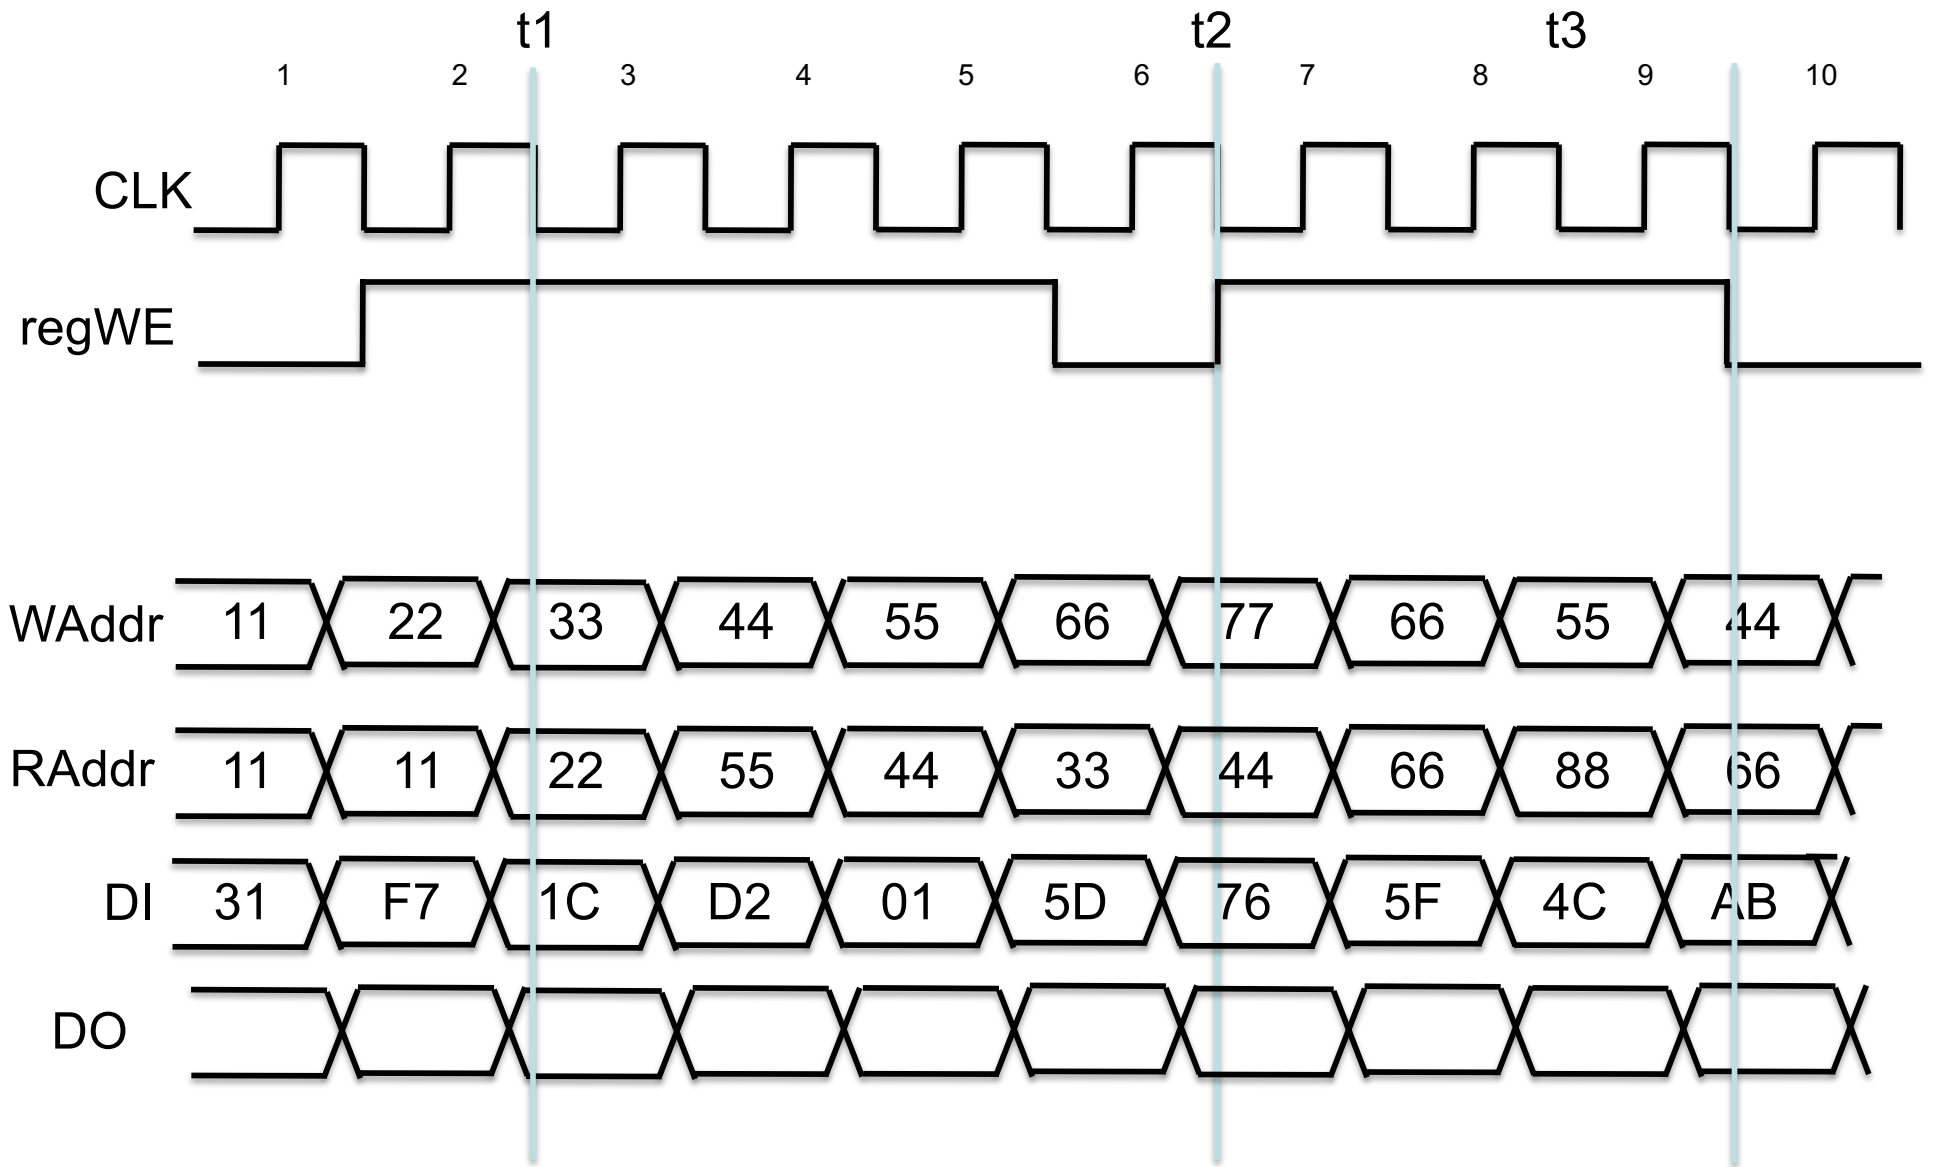 t1 t2 t3
1 2 3 4 5 6 7 8 9 10
CLK
regWE
WAddr 11 22 33 44 55 66 77 66 55 44
RAddr 11 11 22 55 44 33 44 66 88 66
DI 31 F7 1C D2 01 5D 76 5F 4C AB
DO